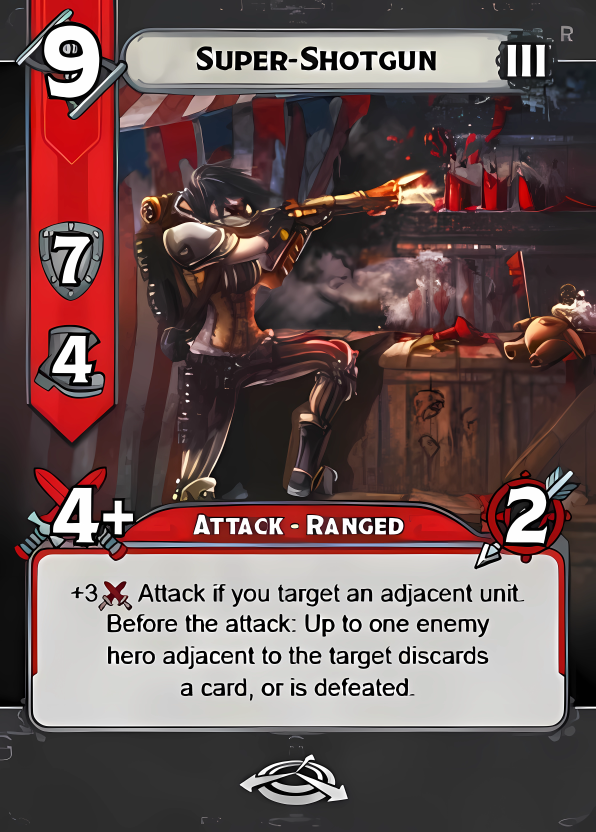 9
SUPER-SHOTGUN
III
R
7
4
4+
ATTACK - RANGED
2
+3 Attack if you target an adjacent unit.
Before the attack: Up to one enemy
hero adjacent to the target discards
a card, or is defeated.